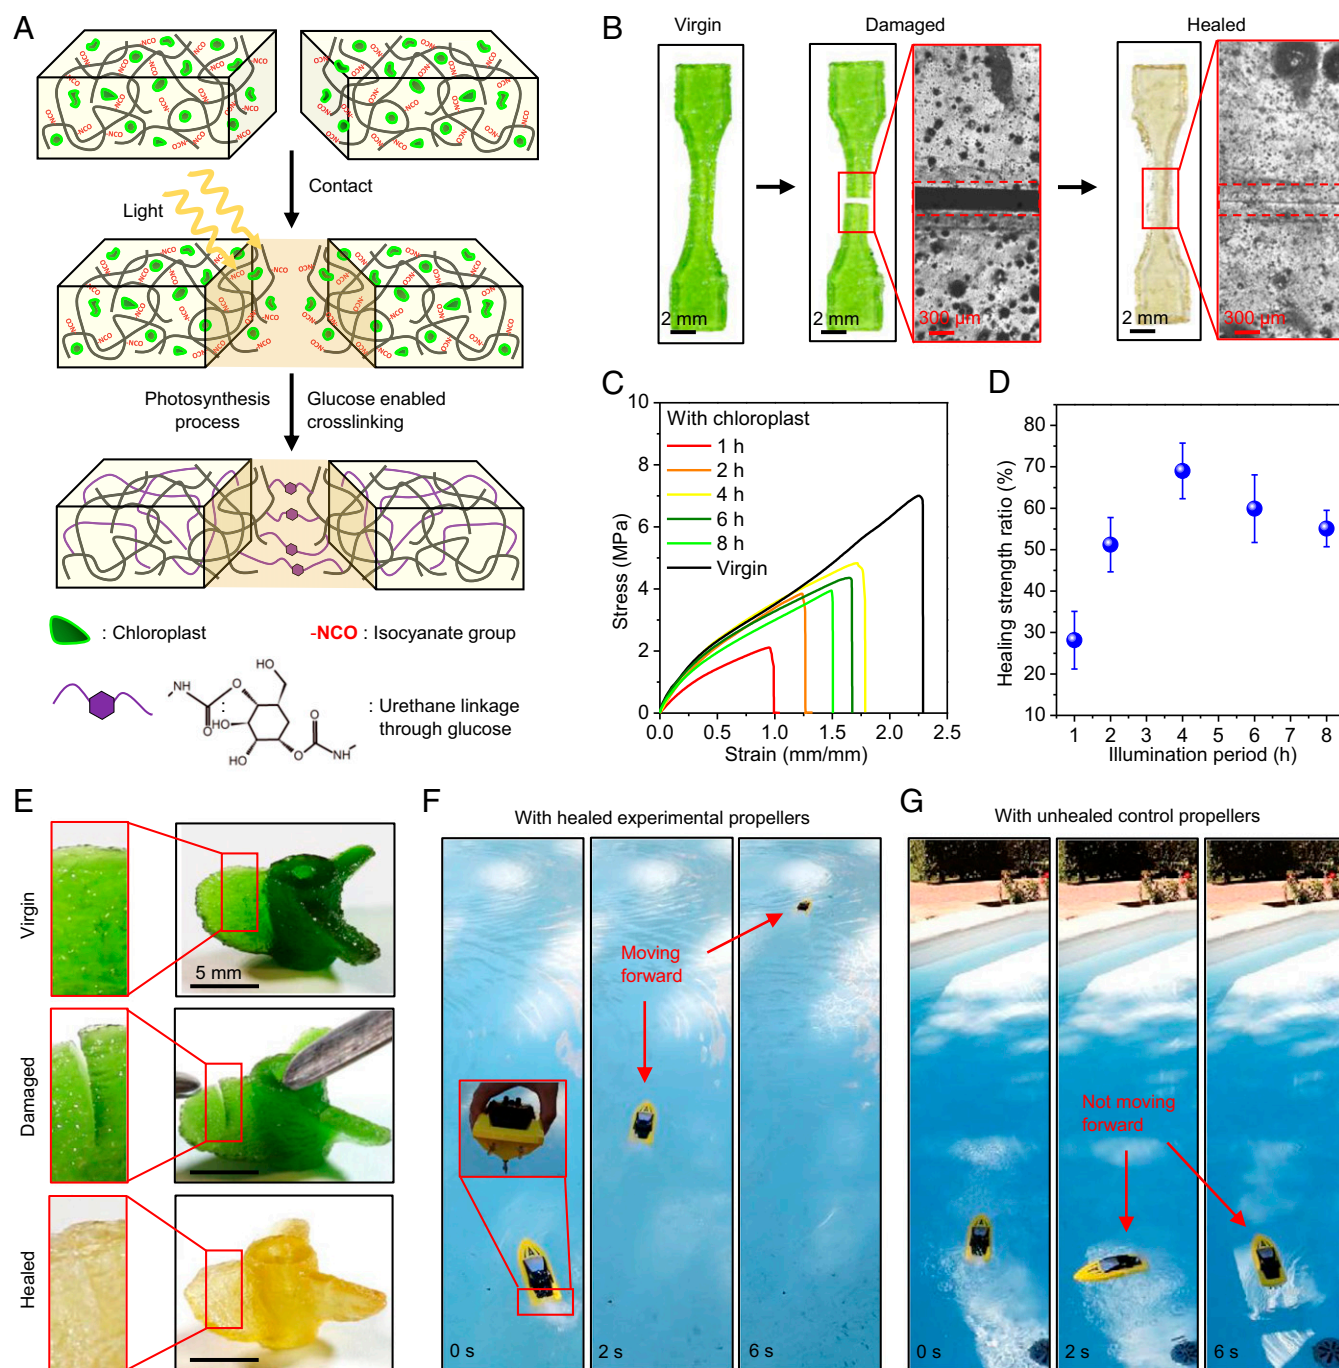 A
-NCO
Contact
Light
Photosynthesis
process
Glucose enabled
crosslinking
: Chloroplast
-NCO : Isocyanate group
: Urethane linkage
through glucose
NH
O
O
HO
HO
HO
HO
O
O
NH
B
Virgin
Damaged
Healed
2 mm
2 mm
300 µm
2 mm
300 µm
C
With chloroplast
1 h
2 h
4 h
6 h
8 h
Virgin
Stress (MPa)
10
8
6
4
2
0
0.0 0.5 1.0 1.5 2.0 2.5
Strain (mm/mm)
D
Healing strength ratio (%)
80
70
60
50
40
30
20
10
1 2 3 4 5 6 7 8
Illumination period (h)
E
Virgin
5 mm
Damaged
Healed
F
With healed experimental propellers
Moving
forward
0 s
2 s
6 s
G
With unhealed control propellers
Not moving
forward
0 s
2 s
6 s